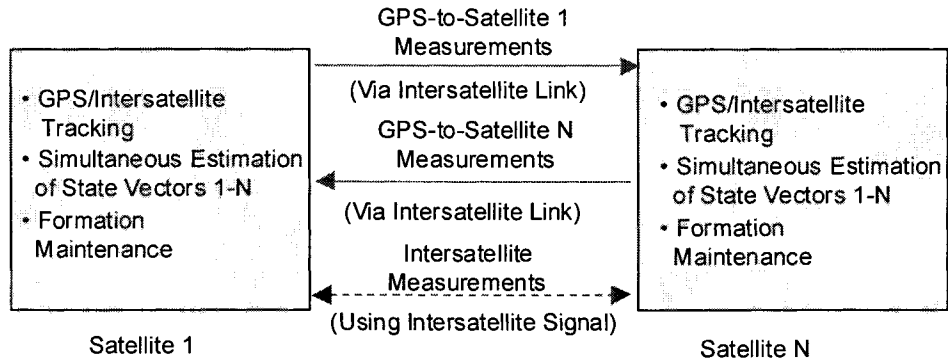 GPS-to-Satellite 1
Measurements
(Via Intersatellite Link)
GPS-to-Satellite N
Measurements
(Via Intersatellite Link)
Intersatellite
Measurements
(Using Intersatellite Signal)
• GPS/Intersatellite
Tracking
• Simultaneous Estimation
of State Vectors 1-N
• Formation
Maintenance
Satellite 1
• GPS/Intersatellite
Tracking
• Simultaneous Estimation
of State Vectors 1-N
• Formation
Maintenance
Satellite N